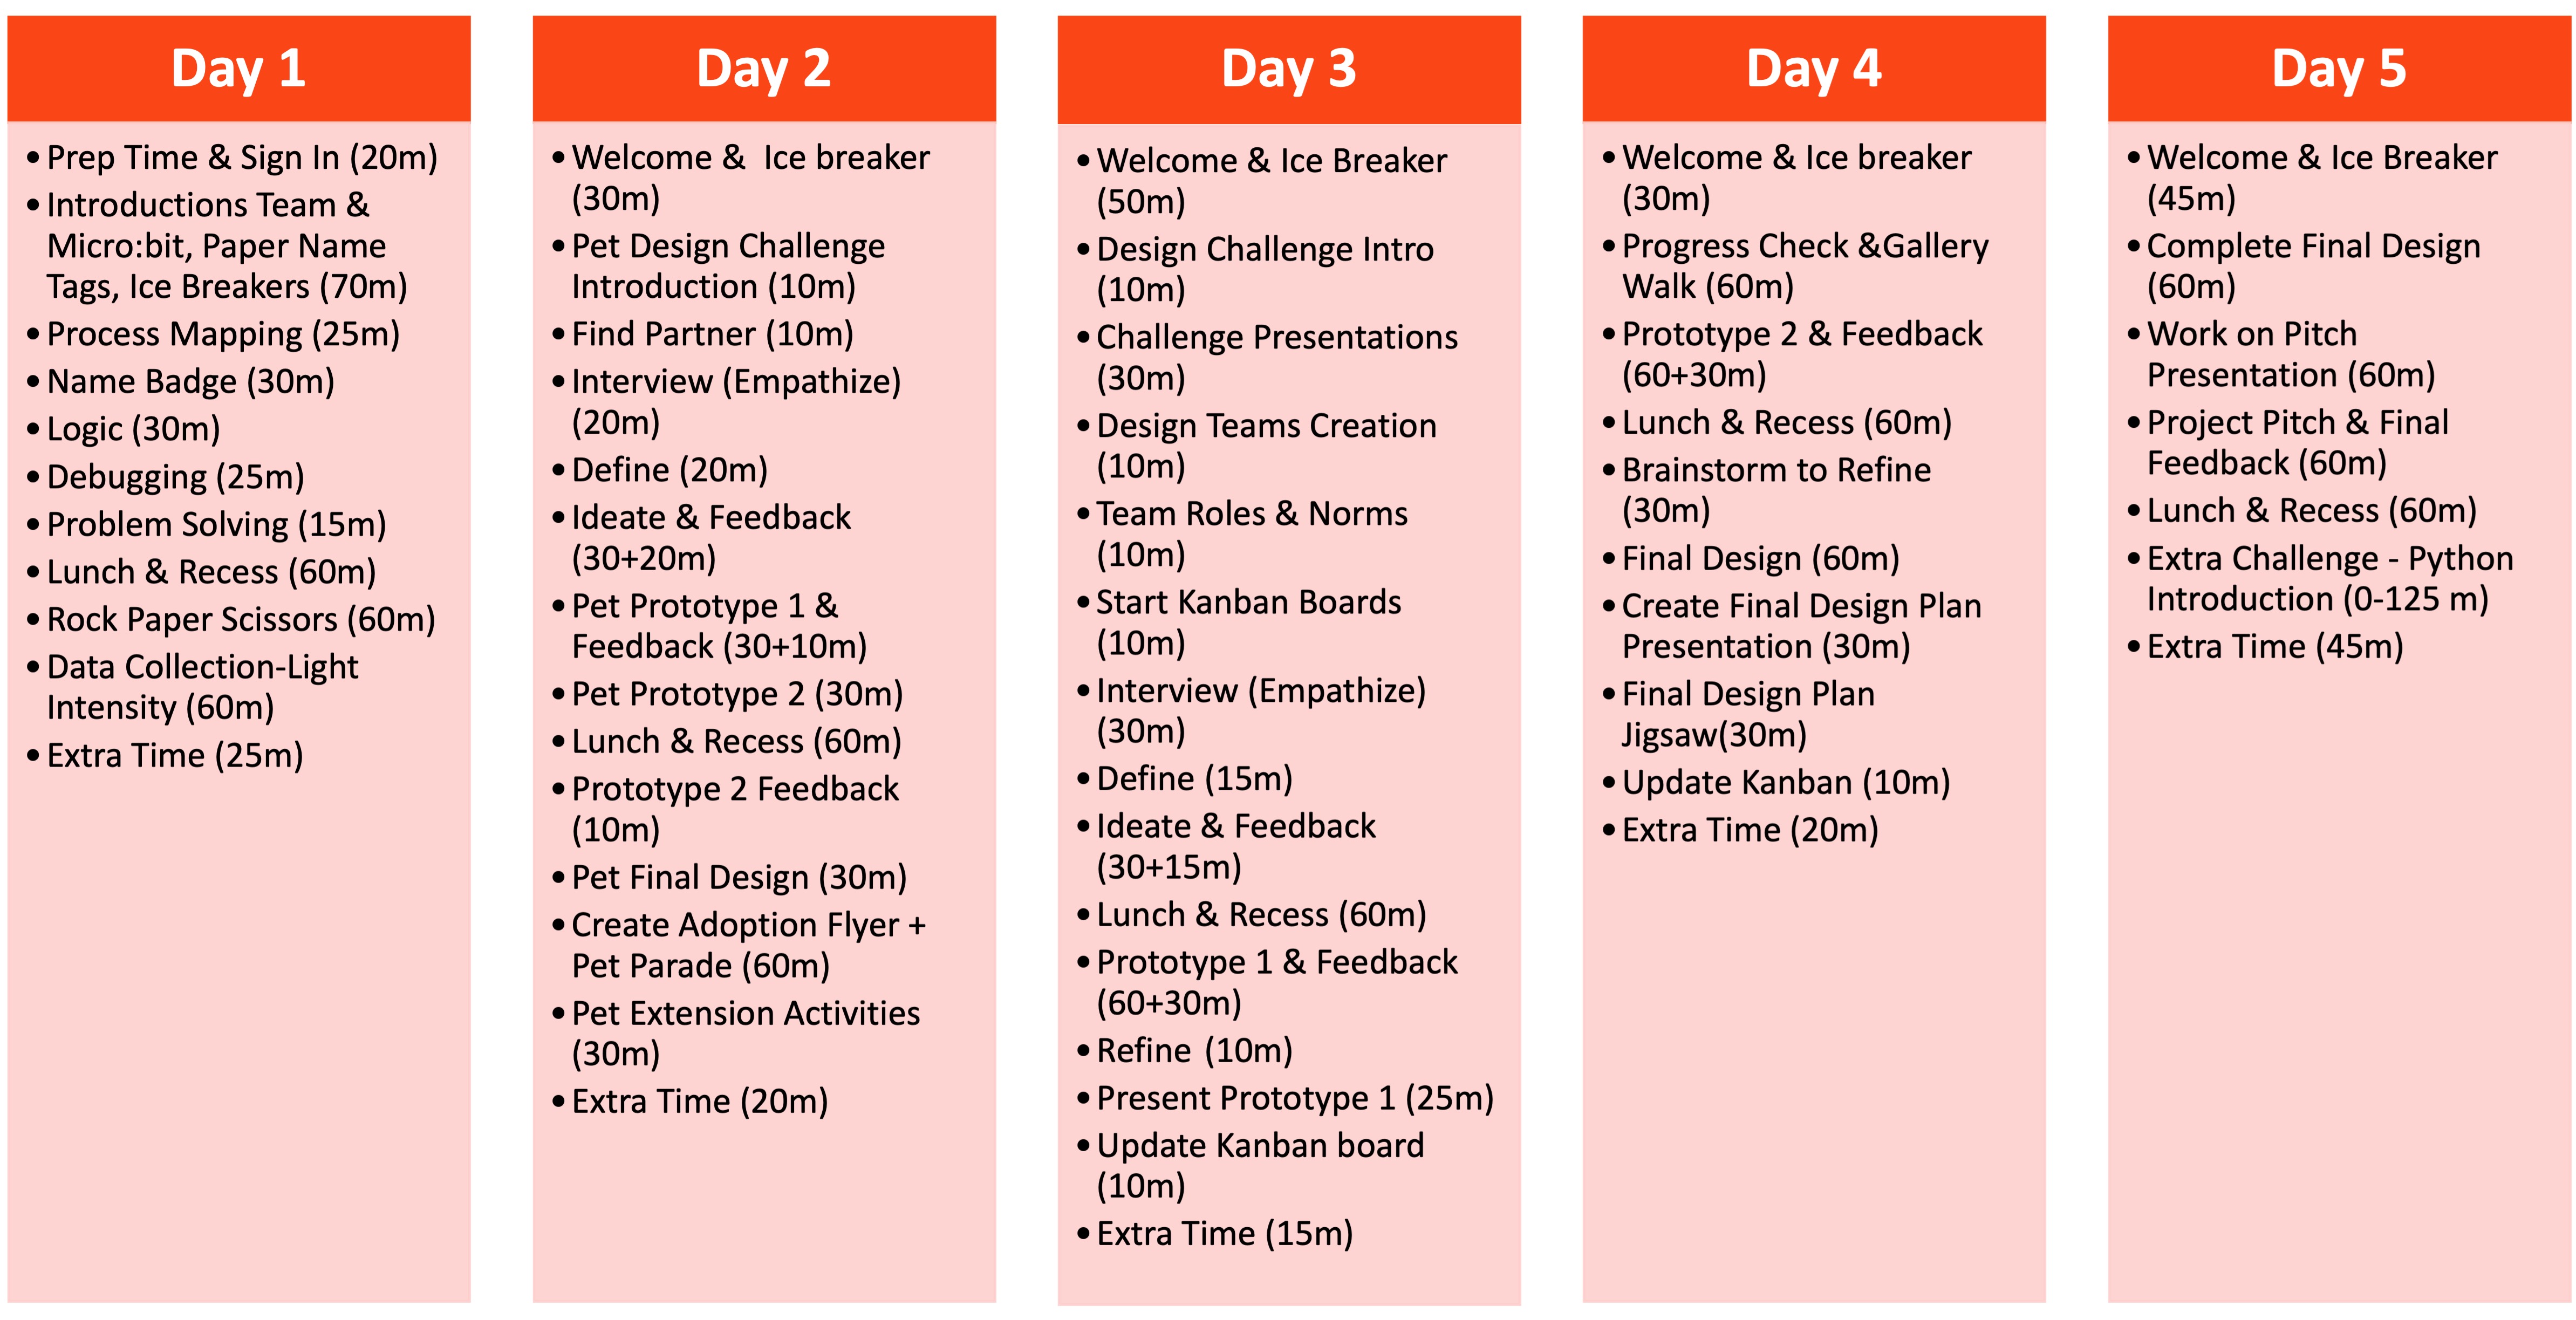 Day 1
• Prep Time & Sign In (20m)
• Introductions Team &
Micro:bit, Paper Name
Tags, Ice Breakers (70m)
• Process Mapping (25m)
• Name Badge (30m)
• Logic (30m)
• Debugging (25m)
• Problem Solving (15m)
• Lunch & Recess (60m)
• Rock Paper Scissors (60m)
• Data Collection-Light
Intensity (60m)
• Extra Time (25m)
Day 2
• Welcome & Ice breaker
(30m)
• Pet Design Challenge
Introduction (10m)
• Find Partner (10m)
• Interview (Empathize)
(20m)
• Define (20m)
• Ideate & Feedback
(30+20m)
• Pet Prototype 1 &
Feedback (30+10m)
• Pet Prototype 2 (30m)
• Lunch & Recess (60m)
• Prototype 2 Feedback
(10m)
• Pet Final Design (30m)
• Create Adoption Flyer +
Pet Parade (60m)
• Pet Extension Activities
(30m)
• Extra Time (20m)
Day 3
• Welcome & Ice Breaker
(50m)
• Design Challenge Intro
(10m)
• Challenge Presentations
(30m)
• Design Teams Creation
(10m)
• Team Roles & Norms
(10m)
• Start Kanban Boards
(10m)
• Interview (Empathize)
(30m)
• Define (15m)
• Ideate & Feedback
(30+15m)
• Lunch & Recess (60m)
• Prototype 1 & Feedback
(60+30m)
• Refine (10m)
• Present Prototype 1 (25m)
• Update Kanban board
(10m)
• Extra Time (15m)
Day 4
• Welcome & Ice breaker
(30m)
• Progress Check &Gallery
Walk (60m)
• Prototype 2 & Feedback
(60+30m)
• Lunch & Recess (60m)
• Brainstorm to Refine
(30m)
• Final Design (60m)
• Create Final Design Plan
Presentation (30m)
• Final Design Plan
Jigsaw(30m)
• Update Kanban (10m)
• Extra Time (20m)
Day 5
• Welcome & Ice Breaker
(45m)
• Complete Final Design
(60m)
• Work on Pitch
Presentation (60m)
• Project Pitch & Final
Feedback (60m)
• Lunch & Recess (60m)
• Extra Challenge - Python
Introduction (0-125 m)
• Extra Time (45m)